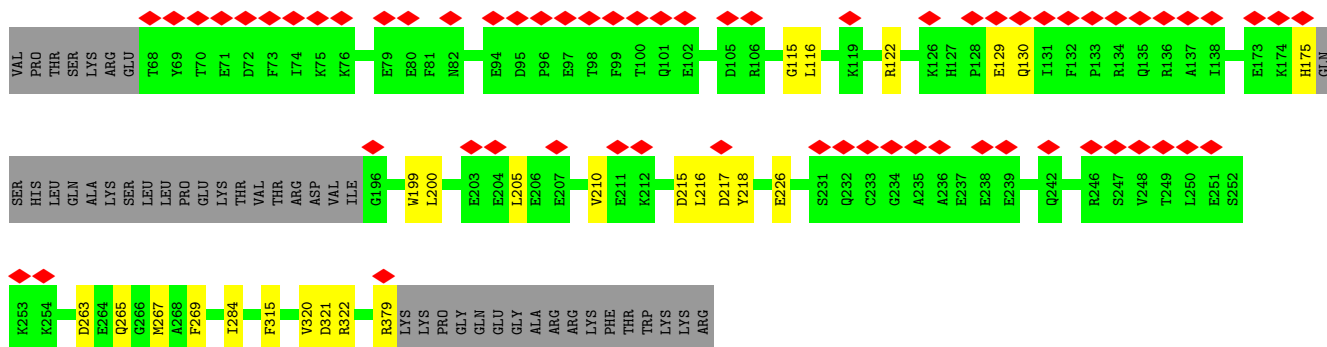 VAL PRO THR SER LYS ARG GLU T68 Y69 T70 E71 D72 F73 I74 K75 K76 E79 E80 F81 N82 E94 D95 P96 E97 T98 F99 T100 Q101 E102 D105 R106 G115 L116 K119 R122 K126 H127 P128 E129 Q130 I131 F132 P133 R134 Q135 R136 A137 I138 E173 K174 H175 GLN
SER HIS LEU GLN ALA LYS SER LEU LEU PRO GLU LYS THR VAL THR ARG ASP VAL ILE G196 W199 L200 E203 E204 L205 E206 E207 V210 E211 K212 D215 L216 D217 Y218 E226 S231 Q232 C233 G234 A235 A236 E237 E238 E239 Q242 R246 S247 V248 T249 L250 E251 S252
K253 K254 D263 E264 Q265 G266 M267 A268 F269 I284 F315 V320 D321 R322 R379 LYS LYS PRO GLY GLN GLU GLY ALA ARG ARG LYS PHE THR TRP LYS LYS ARG